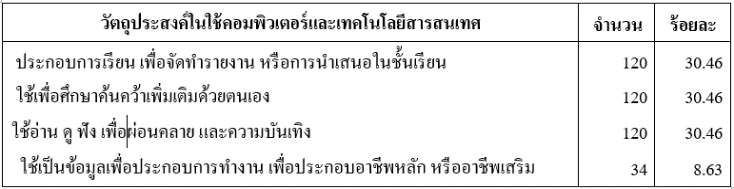 วัตถุประสงค์ในใช้คอมพิวเตอร์และเทคโนโลยีสารสนเทศ จำนวน ร้อยละ
ประกอบการเรียน เพื่อจัดทำรายงาน หรือการนำเสนอในชั้นเรียน 120 30.46
ใช้เพื่อศึกษาค้นคว้าเพิ่มเติมด้วยตนเอง 120 30.46
ใช้อ่าน ดู ฟัง เพื่อผ่อนคลาย และความบันเทิง 120 30.46
ใช้เป็นข้อมูลเพื่อประกอบการทำงาน เพื่อประกอบอาชีพหลัก หรืออาชีพเสริม 34 8.63